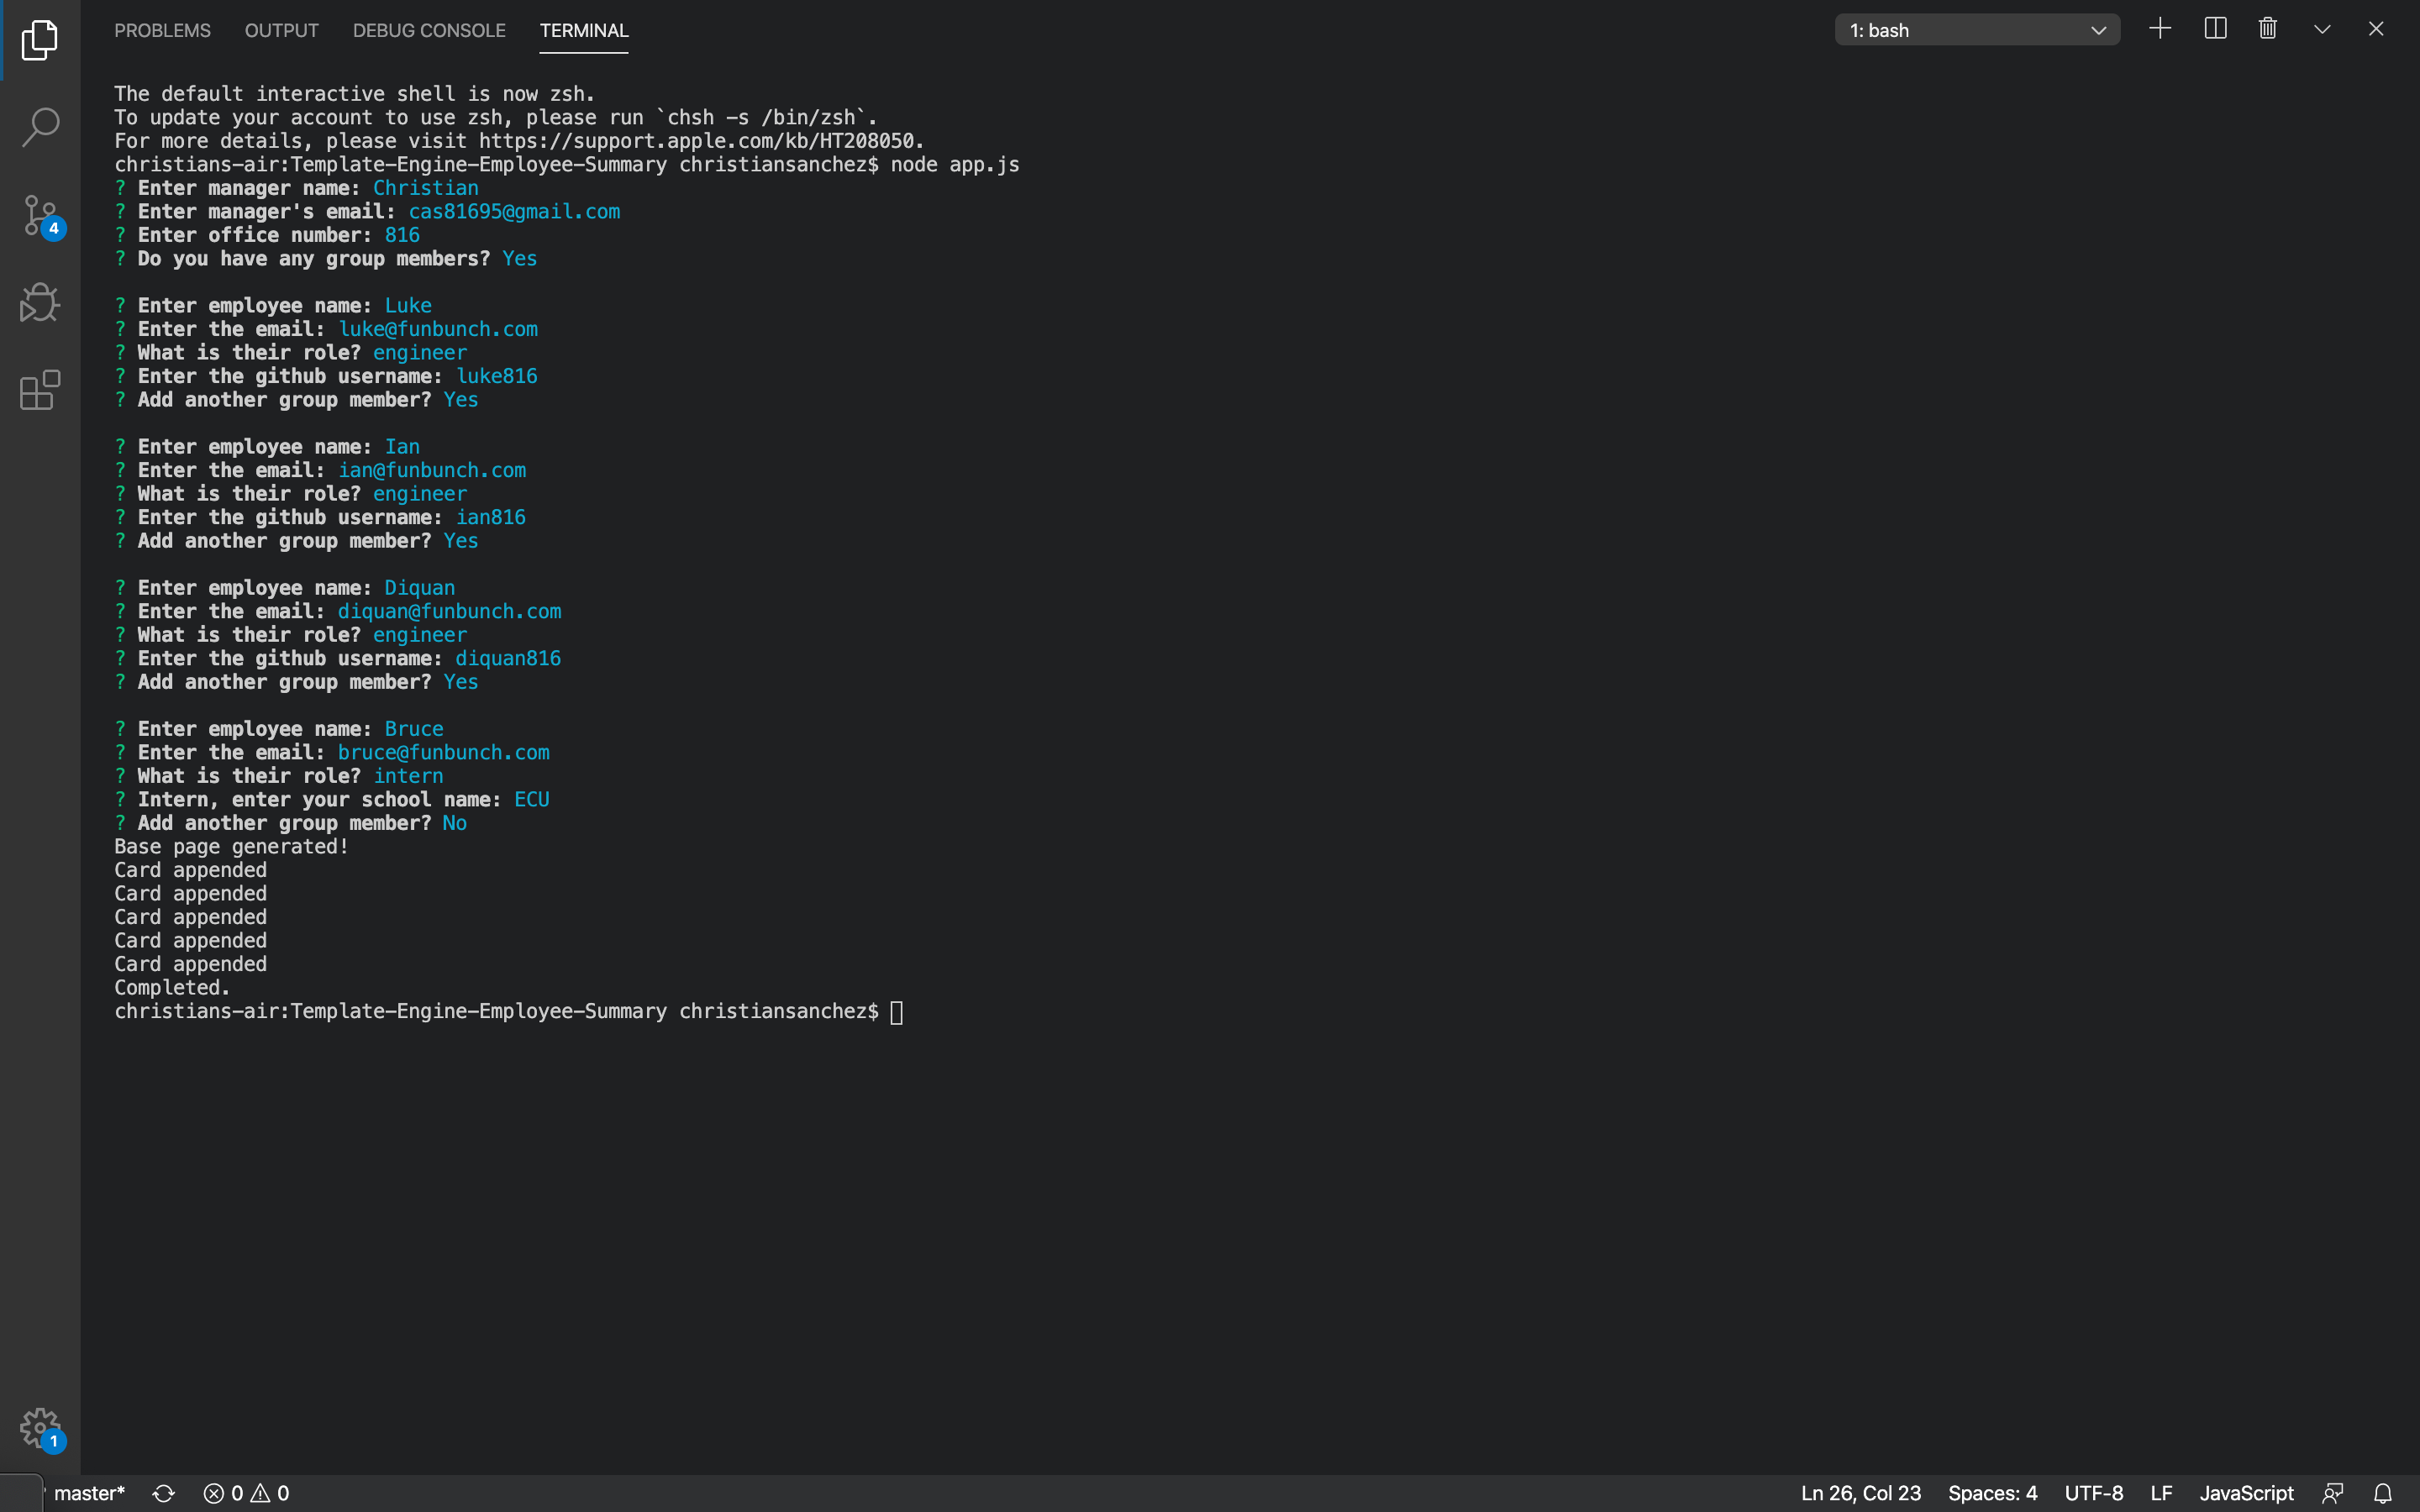 PROBLEMS OUTPUT DEBUG CONSOLE TERMINAL 1: bash
The default interactive shell is now zsh.
To update your account to use zsh, please run `chsh -s /bin/zsh`.
For more details, please visit https://support.apple.com/kb/HT208050.
christians-air:Template-Engine-Employee-Summary christiansanchez$ node app.js
? Enter manager name: Christian
? Enter manager's email: cas81695@gmail.com
? Enter office number: 816
? Do you have any group members? Yes
? Enter employee name: Luke
? Enter the email: luke@funbunch.com
? What is their role? engineer
? Enter the github username: luke816
? Add another group member? Yes
? Enter employee name: Ian
? Enter the email: ian@funbunch.com
? What is their role? engineer
? Enter the github username: ian816
? Add another group member? Yes
? Enter employee name: Diquan
? Enter the email: diquan@funbunch.com
? What is their role? engineer
? Enter the github username: diquan816
? Add another group member? Yes
? Enter employee name: Bruce
? Enter the email: bruce@funbunch.com
? What is their role? intern
? Intern, enter your school name: ECU
? Add another group member? No
Base page generated!
Card appended
Card appended
Card appended
Card appended
Card appended
Completed.
christians-air:Template-Engine-Employee-Summary christiansanchez$
4
1
master* 0 0 Ln 26, Col 23 Spaces: 4 UTF-8 LF JavaScript